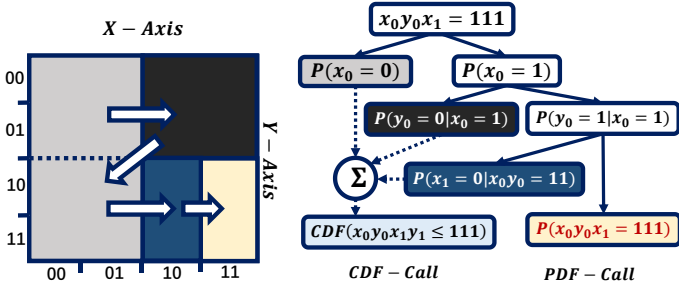 X − Axis
00
01
10
11
00
01
10
11
Y − Axis
x₀y₀x₁ = 111
P(x₀ = 0)
P(x₀ = 1)
P(y₀ = 0|x₀ = 1)
P(y₀ = 1|x₀ = 1)
Σ
P(x₁ = 0|x₀y₀ = 11)
CDF(x₀y₀x₁y₁ ≤ 111)
P(x₀y₀x₁ = 111)
CDF − Call
PDF − Call